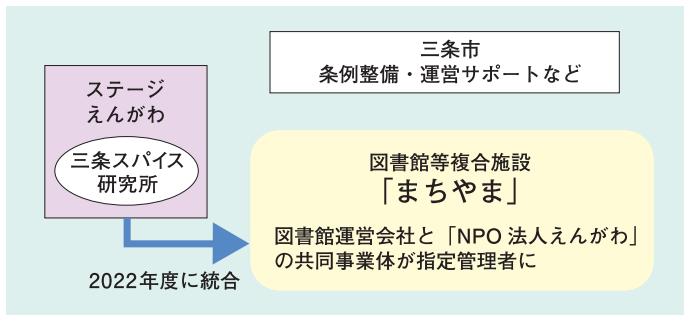 三条市
条例整備・運営サポートなど
ステージ
えんがわ
三条スパイス
研究所
図書館等複合施設
「まちやま」
図書館運営会社と「NPO法人えんがわ」
の共同事業体が指定管理者に
2022年度に統合